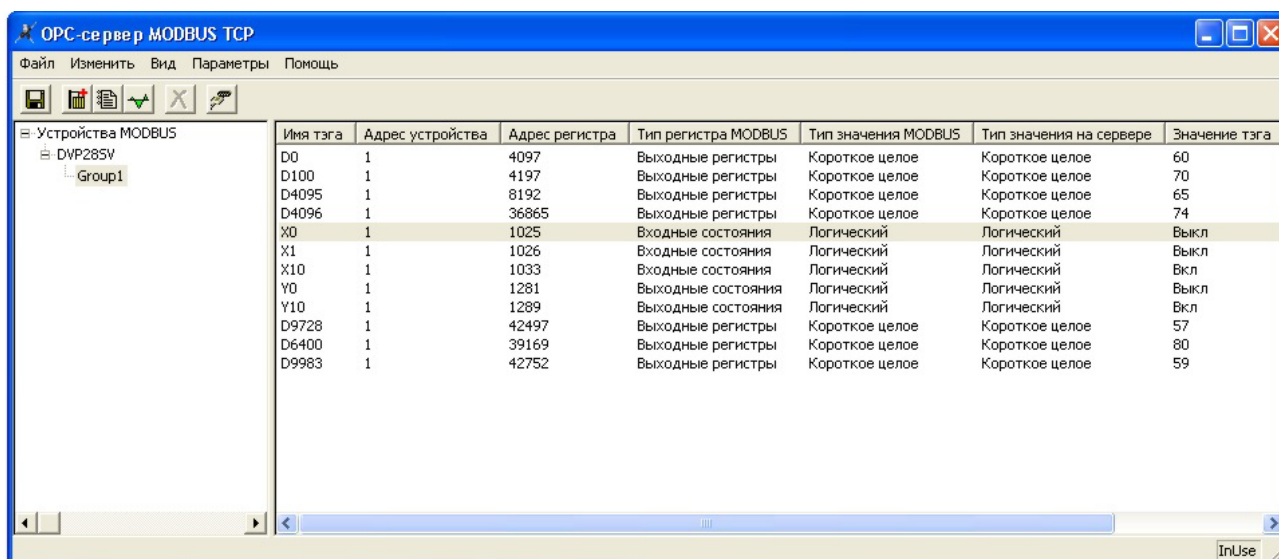 OPC-сервер MODBUS TCP
Файл Изменить Вид Параметры Помощь
Устройства MODBUS
DVP28SV
Group1
Имя тэга Адрес устройства Адрес регистра Тип регистра MODBUS Тип значения MODBUS Тип значения на сервере Значение тэга
D0 1 4097 Выходные регистры Короткое целое Короткое целое 60
D100 1 4197 Выходные регистры Короткое целое Короткое целое 70
D4095 1 8192 Выходные регистры Короткое целое Короткое целое 65
D4096 1 36865 Выходные регистры Короткое целое Короткое целое 74
X0 1 1025 Входные состояния Логический Логический Выкл
X1 1 1026 Входные состояния Логический Логический Выкл
X10 1 1033 Входные состояния Логический Логический Вкл
Y0 1 1281 Выходные состояния Логический Логический Выкл
Y10 1 1289 Выходные состояния Логический Логический Вкл
D9728 1 42497 Выходные регистры Короткое целое Короткое целое 57
D6400 1 39169 Выходные регистры Короткое целое Короткое целое 80
D9983 1 42752 Выходные регистры Короткое целое Короткое целое 59
InUse